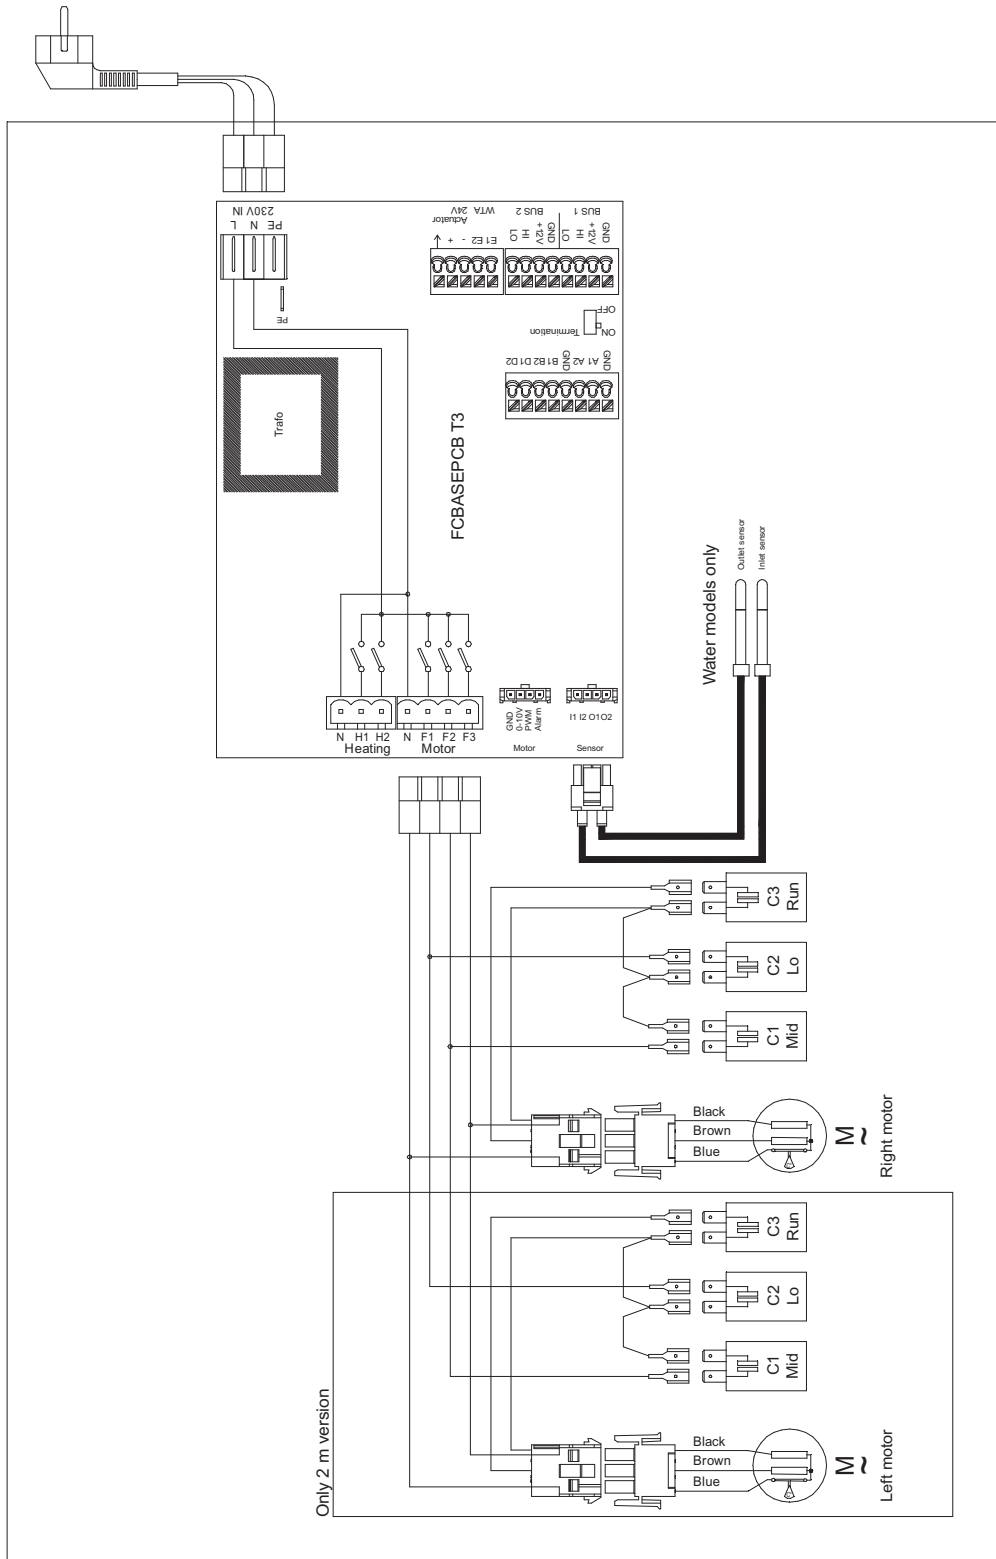 230V IN
L N PE
PE
Trafo
Actuator
24V
WTA
+ - E1 E2
BUS 2
LO
HI
+12V
GND
BUS 1
LO
HI
+12V
GND
Termination
OFF
ON
D2 D1 B2 B1
GND
A2 A1
GND
FCBASEPCB T3
N H1 H2
Heating
N F1 F2 F3
Motor
GND
0-10V
PWM
Alarm
Motor
I1 I2 O1 O2
Sensor
Water models only
Outlet sensor
Inlet sensor
C3
Run
C2
Lo
C1
Mid
Black
Brown
Blue
M
~
Right motor
Only 2 m version
C3
Run
C2
Lo
C1
Mid
Black
Brown
Blue
M
~
Left motor